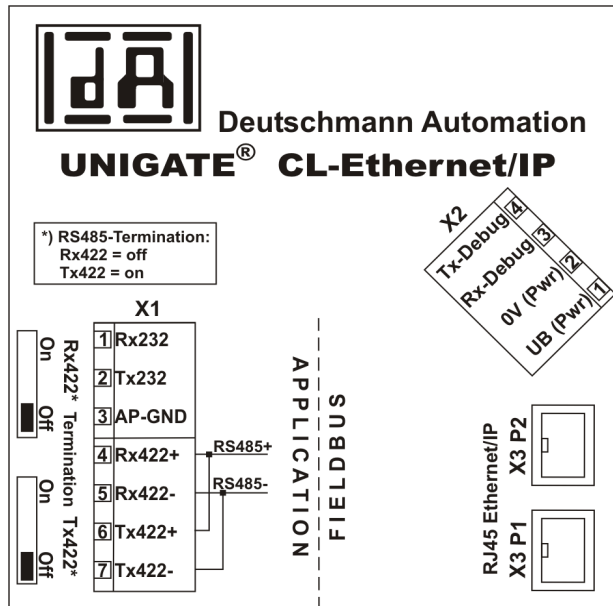 dA
Deutschmann Automation
UNIGATE® CL-Ethernet/IP
*) RS485-Termination:
Rx422 = off
Tx422 = on
X2
4 Tx-Debug
3 Rx-Debug
2 0V (Pwr)
1 UB (Pwr)
X1
1 Rx232
2 Tx232
3 AP-GND
4 Rx422+
5 Rx422-
6 Tx422+
7 Tx422-
RS485+
RS485-
On
Off
On
Off
Rx422* Termination Tx422*
APPLICATION
FIELDBUS
RJ45 Ethernet/IP
X3 P2
X3 P1